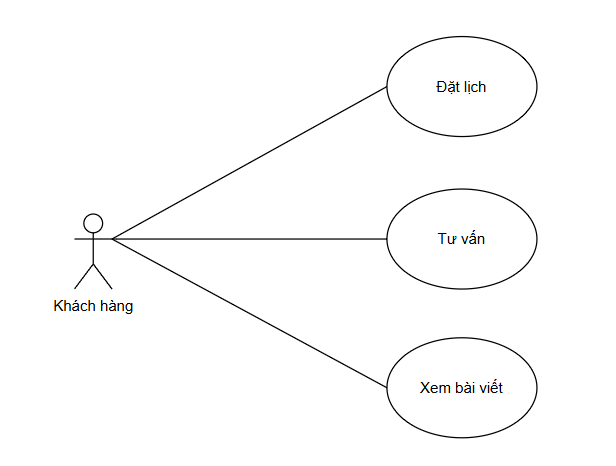 Đặt lịch
Tư vấn
Khách hàng
Xem bài viết